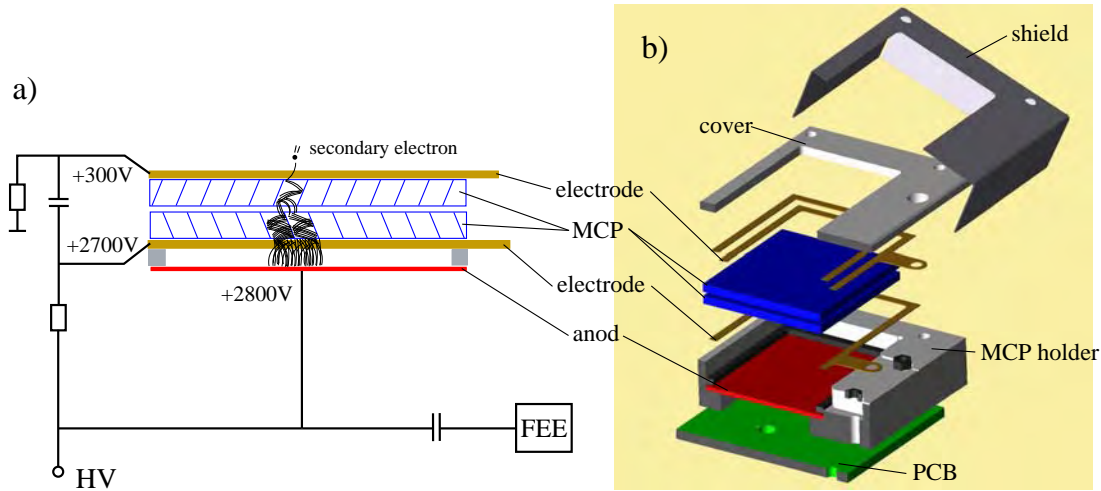 a)
secondary electron
+300V
+2700V
+2800V
HV
FEE
b)
shield
cover
electrode
MCP
electrode
anod
MCP holder
PCB